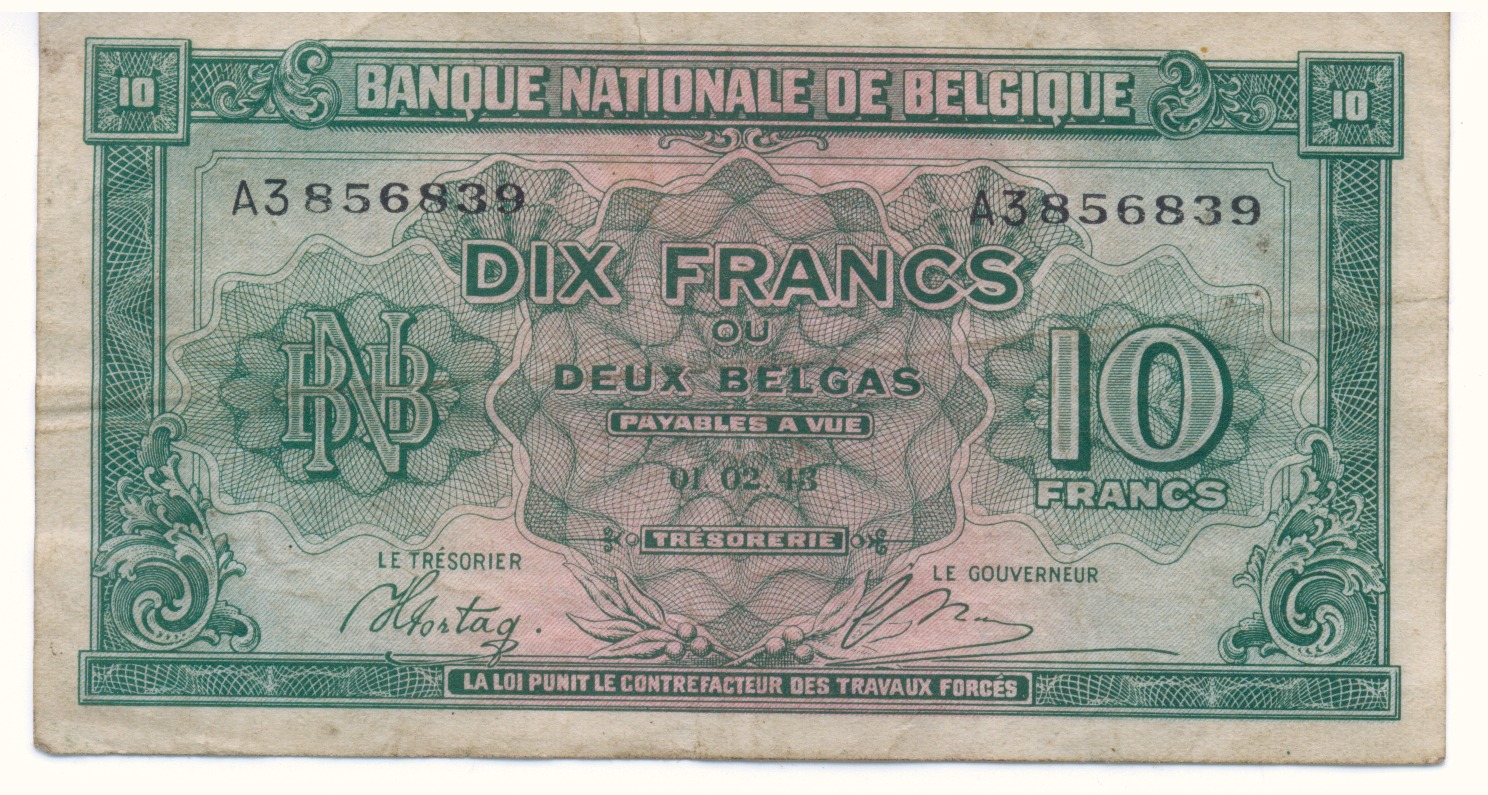 10 BANQUE NATIONALE DE BELGIQUE 10
A3856839 A3856839
DIX FRANCS
OU
DEUX BELGAS
PAYABLES A VUE
BNB 10
01.02.43
FRANCS
TRÉSORERIE
LE TRÉSORIER LE GOUVERNEUR
LA LOI PUNIT LE CONTREFACTEUR DES TRAVAUX FORCÉS